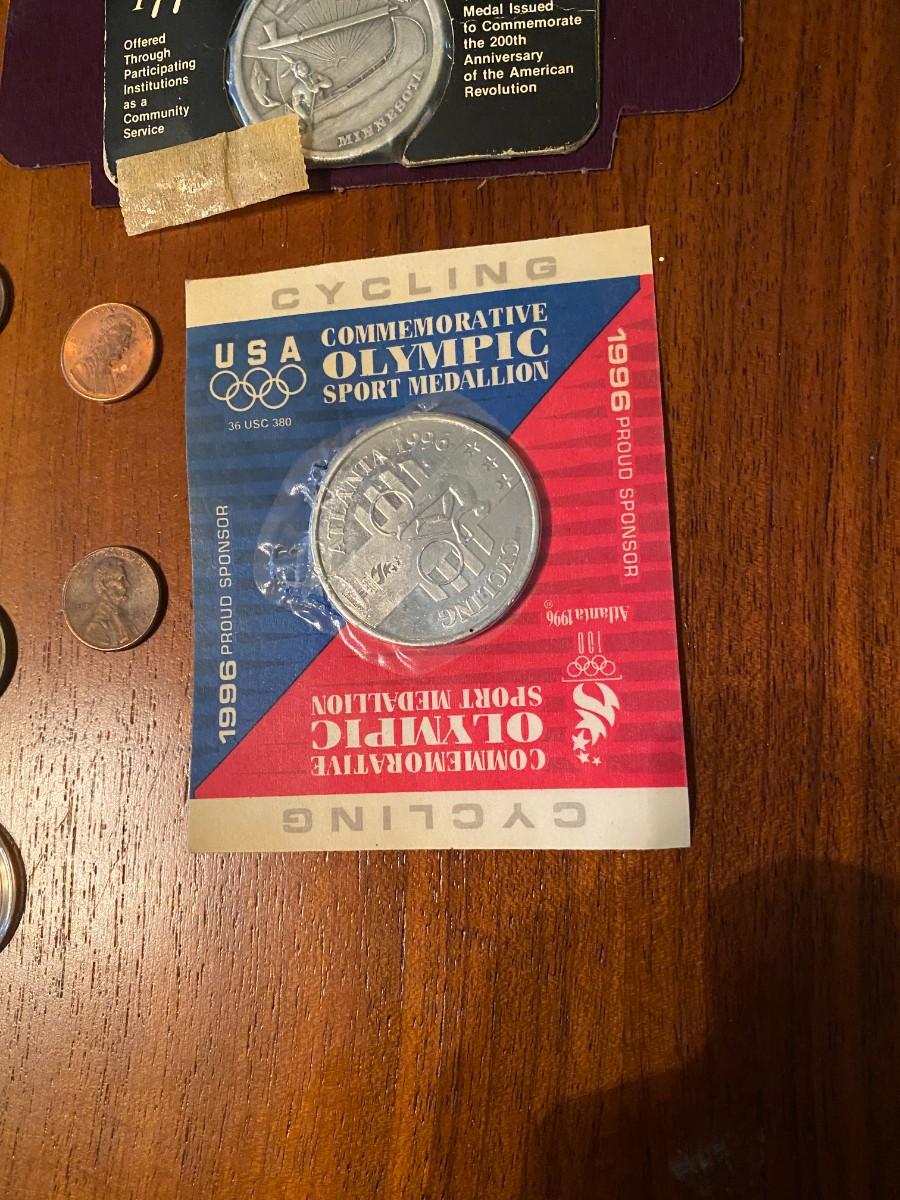 Offered
Through
Participating
Institutions
as a
Community
Service
Medal Issued
to Commemorate
the 200th
Anniversary
of the American
Revolution
MINNESOTA
CYCLING
USA
36 USC 380
COMMEMORATIVE
OLYMPIC
SPORT MEDALLION
1996 PROUD SPONSOR
ATLANTA 1996
CYCLING
CYCLING
1996 PROUD SPONSOR
Atlanta 1996
COMMEMORATIVE
OLYMPIC
SPORT MEDALLION
CYCLING